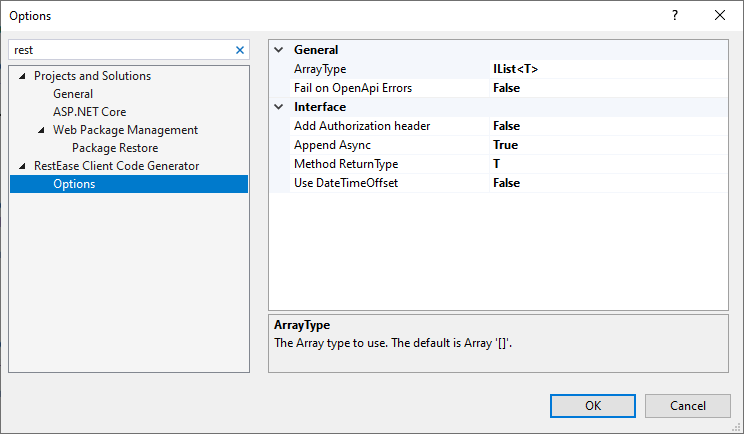 Options
?
rest
Projects and Solutions
General
ASP.NET Core
Web Package Management
Package Restore
RestEase Client Code Generator
Options
General
ArrayType IList<T>
Fail on OpenApi Errors False
Interface
Add Authorization header False
Append Async True
Method ReturnType T
Use DateTimeOffset False
ArrayType
The Array type to use. The default is Array '[]'.
OK Cancel